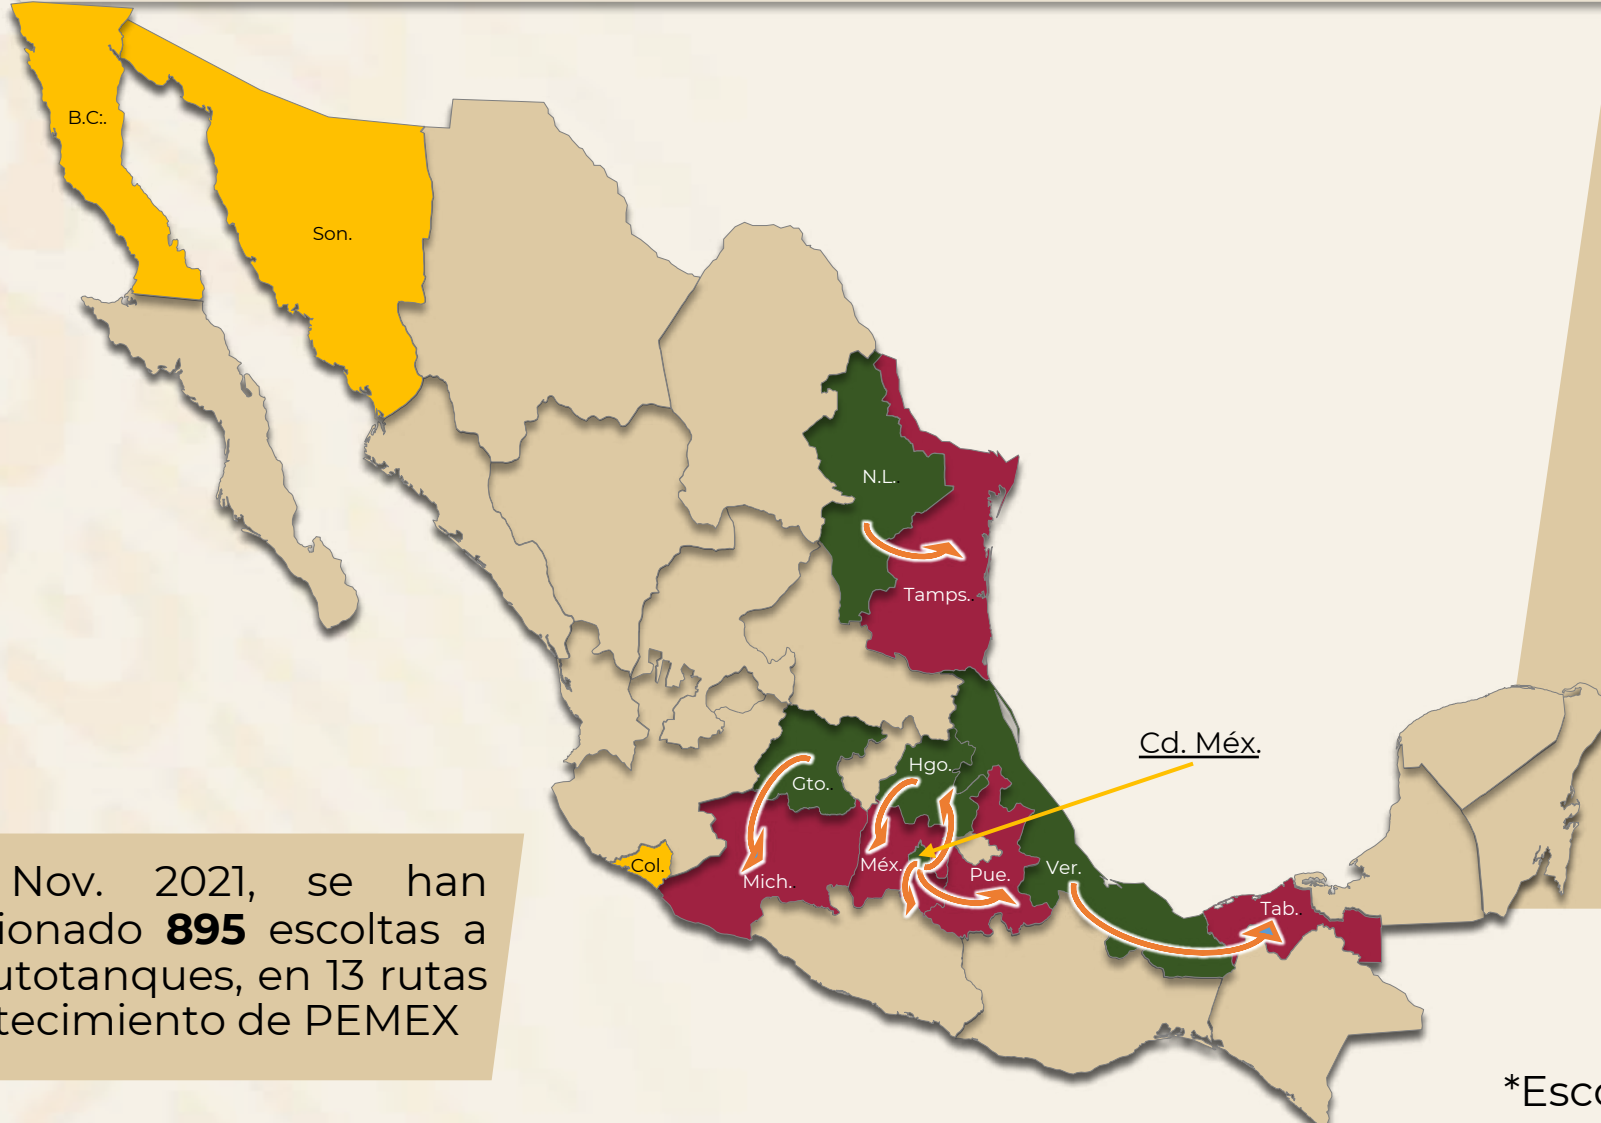 B.C:.
Son.
N.L..
Tamps..
Cd. Méx.
Hgo.
Gto..
Col.
Mich..
Méx.
Pue.
Ver.
Tab..
Nov. 2021, se han
ionado 895 escoltas a
utotanques, en 13 rutas
tecimiento de PEMEX
*Esco